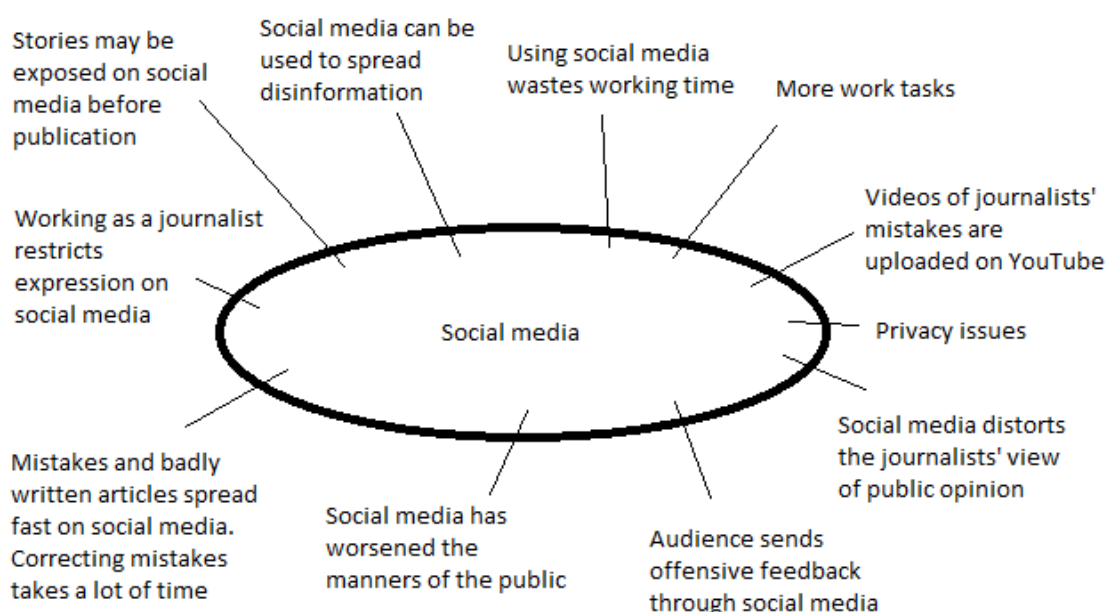 Stories may be
exposed on social
media before
publication
Social media can be
used to spread
disinformation
Using social media
wastes working time
More work tasks
Working as a journalist
restricts
expression on
social media
Videos of journalists'
mistakes are
uploaded on YouTube
Social media
Privacy issues
Social media distorts
the journalists' view
of public opinion
Mistakes and badly
written articles spread
fast on social media.
Correcting mistakes
takes a lot of time
Social media has
worsened the
manners of the public
Audience sends
offensive feedback
through social media